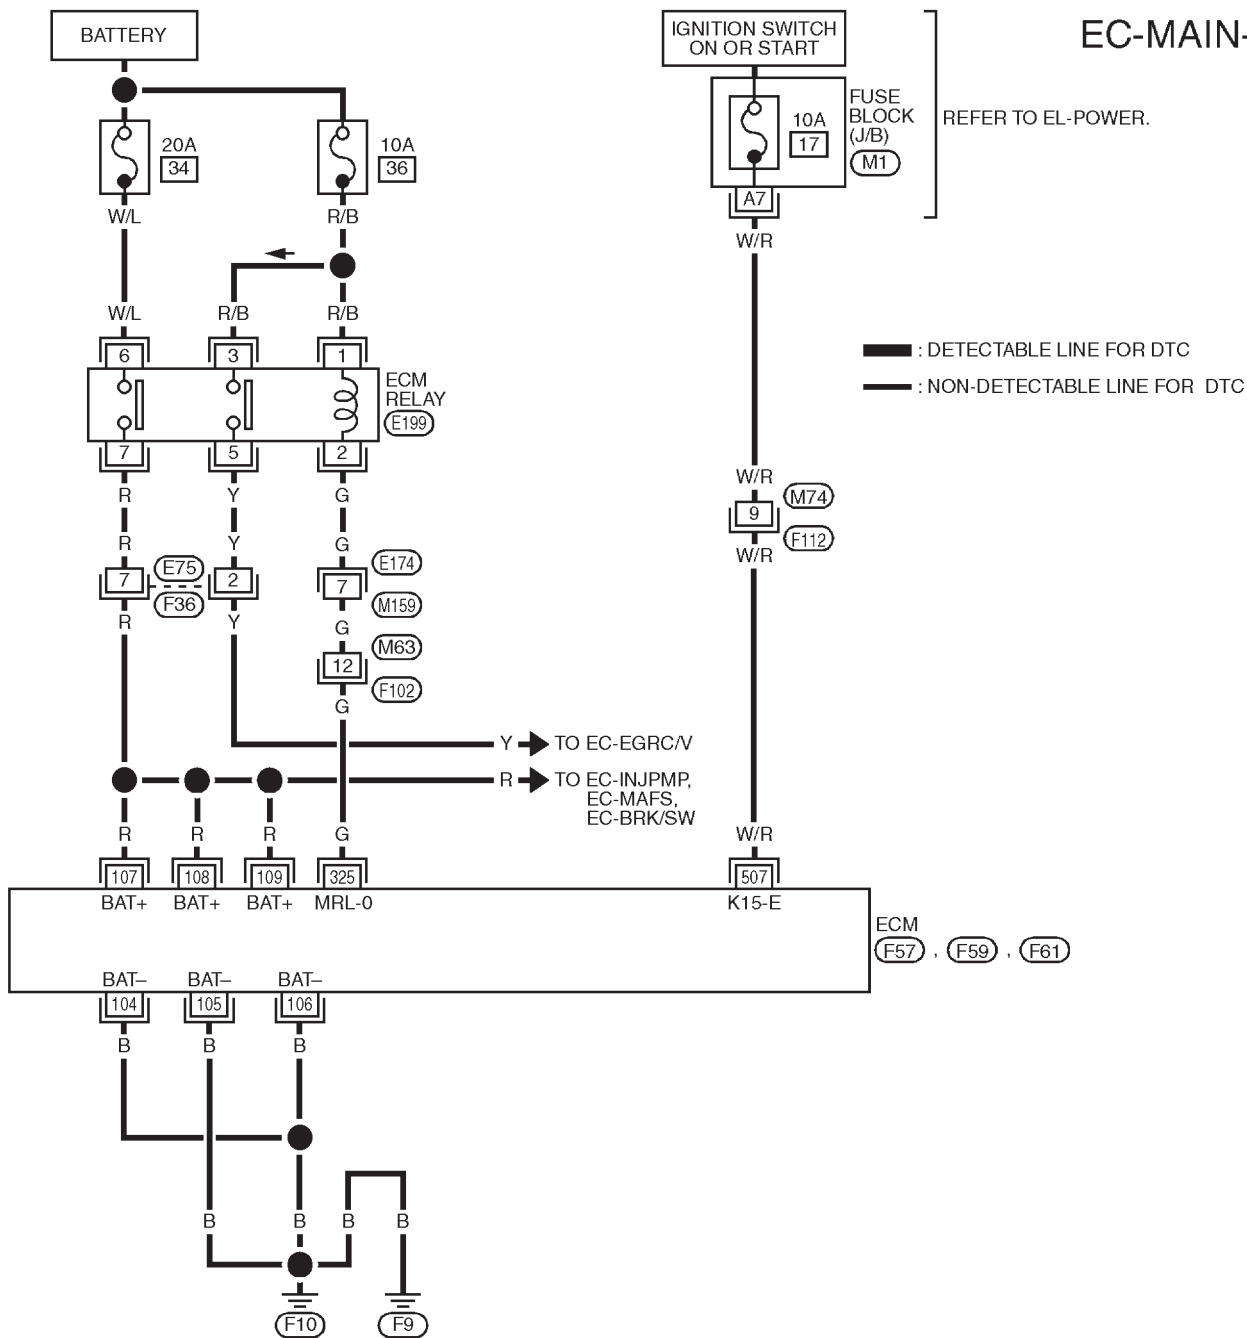 EC-MAIN-
BATTERY
IGNITION SWITCH
ON OR START
20A
34
10A
36
10A
17
FUSE
BLOCK
(J/B)
M1
REFER TO EL-POWER.
A7
W/L
R/B
W/R
W/L
R/B
R/B
6
3
1
ECM
RELAY
E199
: DETECTABLE LINE FOR DTC
: NON-DETECTABLE LINE FOR DTC
7
5
2
R
Y
G
W/R
9
M74
F112
W/R
R
Y
G
7
E75
F36
2
7
E174
M159
R
Y
G
12
M63
F102
G
Y
TO EC-EGRC/V
R
TO EC-INJPMP,
EC-MAFS,
EC-BRK/SW
R
R
R
G
W/R
107
108
109
325
507
BAT+
BAT+
BAT+
MRL-0
K15-E
ECM
F57 , F59 , F61
BAT–
BAT–
BAT–
104
105
106
B
B
B
B
B
B
B
F10
F9